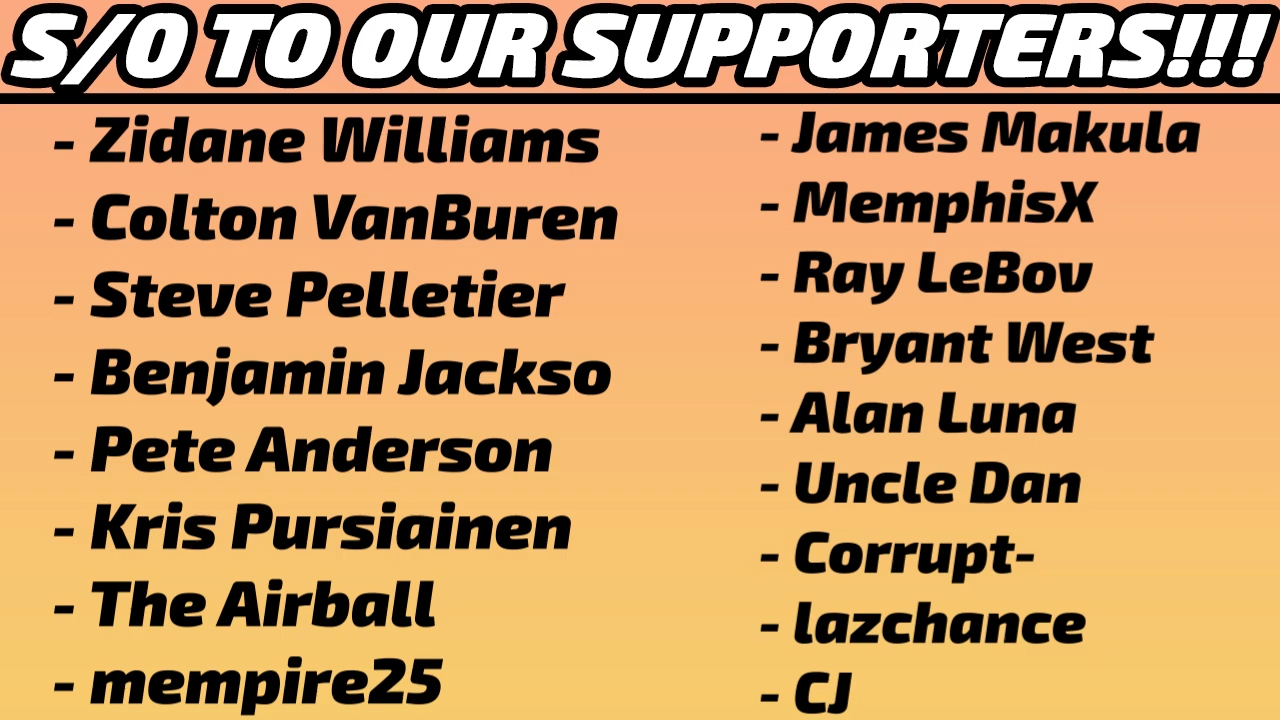 S/O TO OUR SUPPORTERS!!!
- Zidane Williams
- Colton VanBuren
- Steve Pelletier
- Benjamin Jackso
- Pete Anderson
- Kris Pursiainen
- The Airball
- mempire25
- James Makula
- MemphisX
- Ray LeBov
- Bryant West
- Alan Luna
- Uncle Dan
- Corrupt-
- lazchance
- CJ